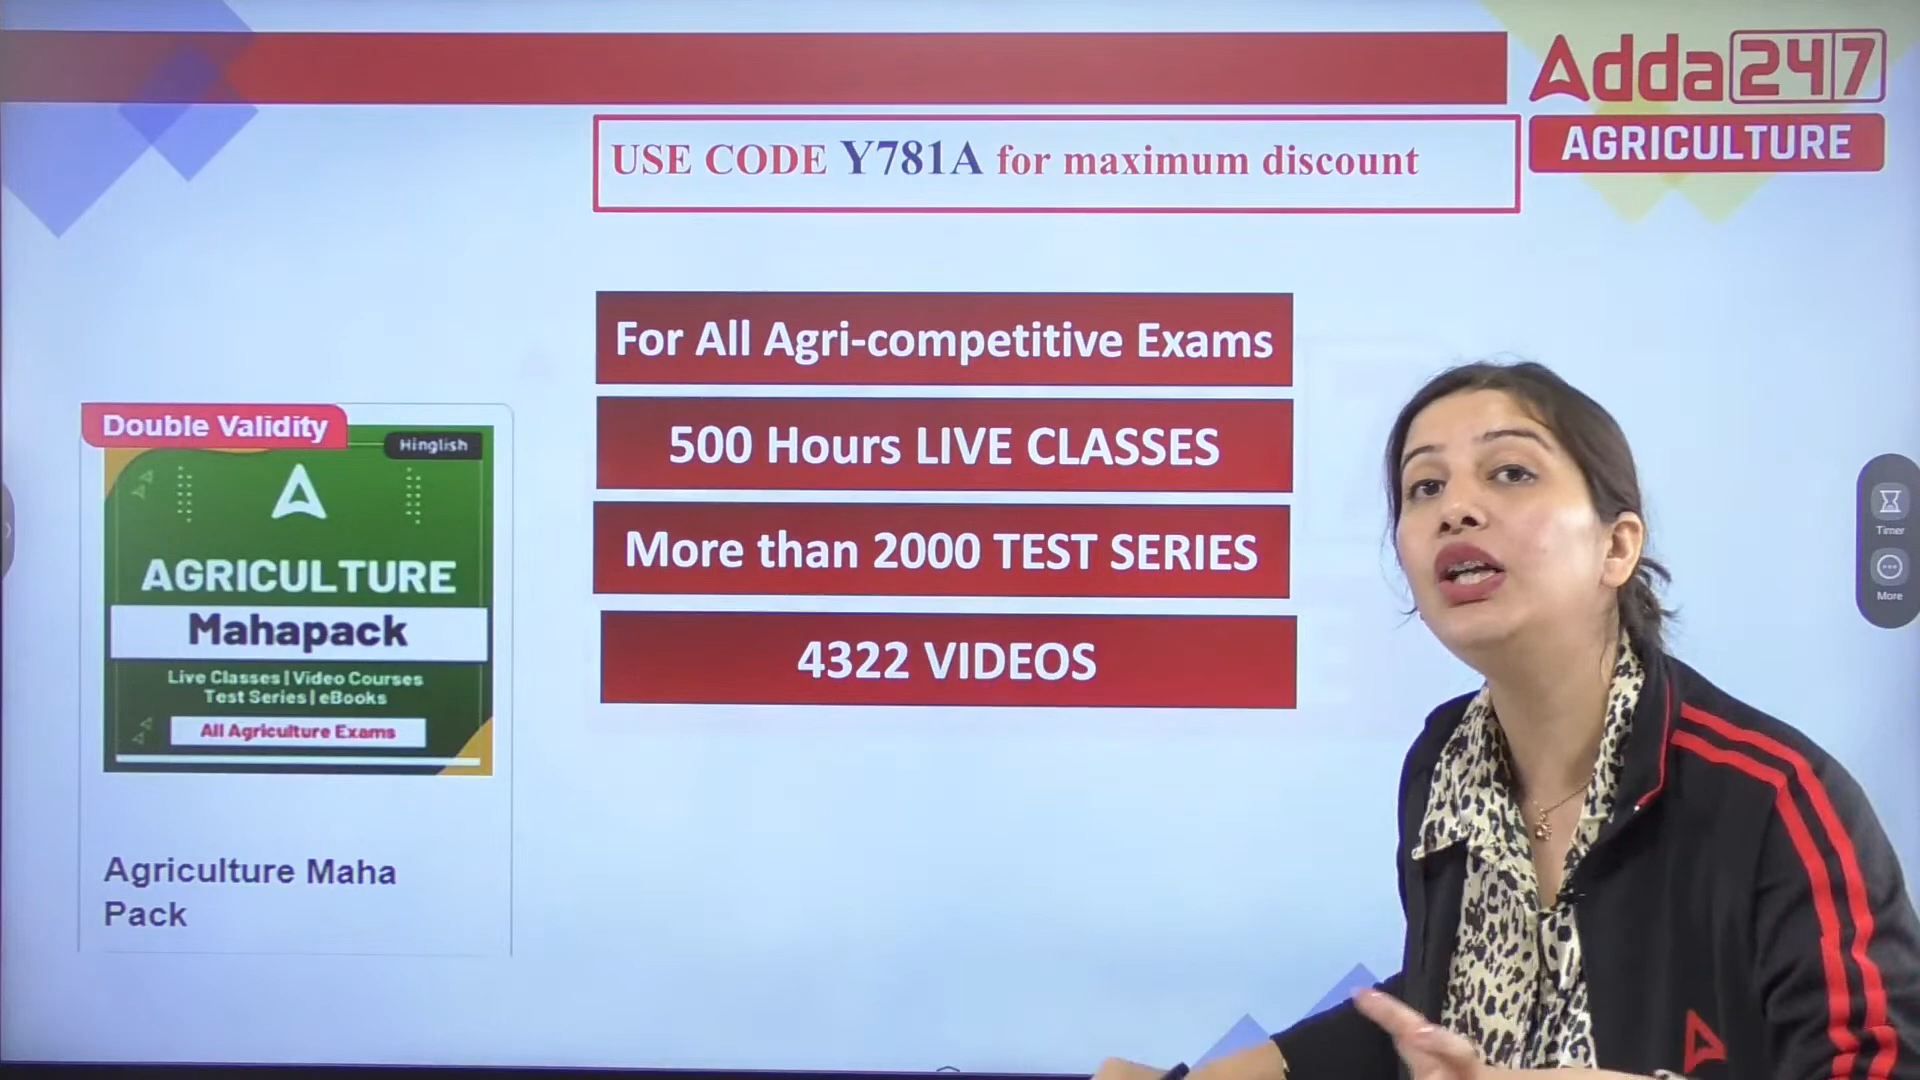 Adda247
AGRICULTURE
USE CODE Y781A for maximum discount
For All Agri-competitive Exams
500 Hours LIVE CLASSES
More than 2000 TEST SERIES
4322 VIDEOS
Double Validity
Hinglish
AGRICULTURE
Mahapack
Live Classes | Video Courses
Test Series | eBooks
All Agriculture Exams
Agriculture Maha
Pack
Timer
More